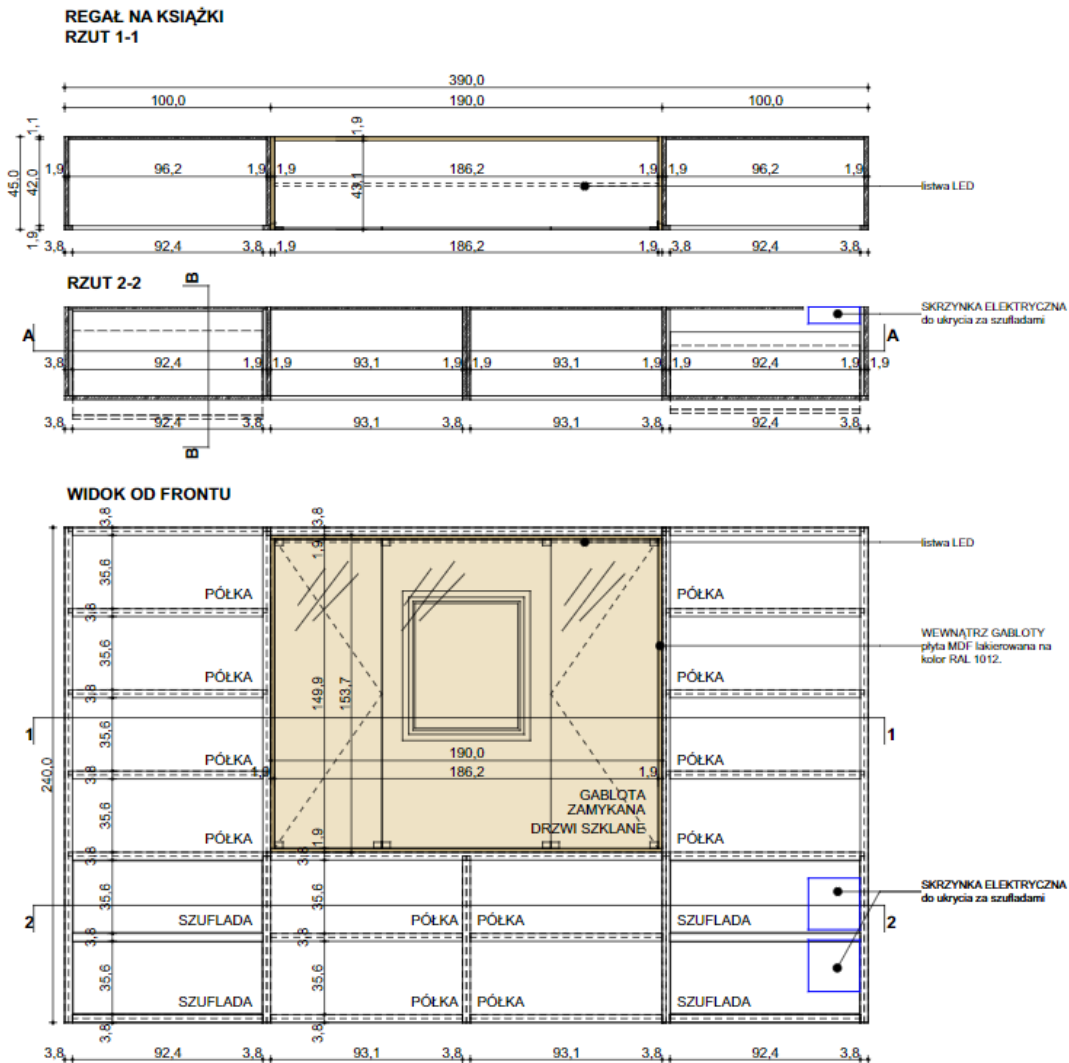 REGAŁ NA KSIĄŻKI
RZUT 1-1
390,0
100,0 190,0 100,0
1,1 1,9
1,9 96,2 1,9 1,9 186,2 1,9 1,9 96,2
45,0 42,0 43,1
listwa LED
1,9
3,8 92,4 3,8 1,9 186,2 1,9 3,8 92,4 3,8
RZUT 2-2
B
SKRZYNKA ELEKTRYCZNA
do ukrycia za szufladami
A A
3,8 92,4 1,9 1,9 93,1 1,9 1,9 93,1 1,9 1,9 92,4 1,9 1,9
3,8 92,4 3,8 93,1 3,8 93,1 3,8 92,4 3,8
B
WIDOK OD FRONTU
3,8 3,8
1,9
listwa LED
35,6
PÓŁKA PÓŁKA
3,8
WEWNĄTRZ GABLOTY
płyta MDF lakierowana na
kolor RAL 1012.
35,6
PÓŁKA PÓŁKA
3,8 149,9 153,7
1 1
35,6
190,0
PÓŁKA PÓŁKA
240,0 3,8 1,9 186,2 1,9
GABLOTA
ZAMYKANA
DRZWI SZKLANE
35,6
PÓŁKA 1,9 PÓŁKA
3,8 3,8
SKRZYNKA ELEKTRYCZNA
do ukrycia za szufladami
35,6 35,6
2 SZUFLADA PÓŁKA PÓŁKA SZUFLADA 2
3,8 3,8
35,6 35,6
SZUFLADA PÓŁKA PÓŁKA SZUFLADA
3,8 3,8
3,8 92,4 3,8 93,1 3,8 93,1 3,8 92,4 3,8